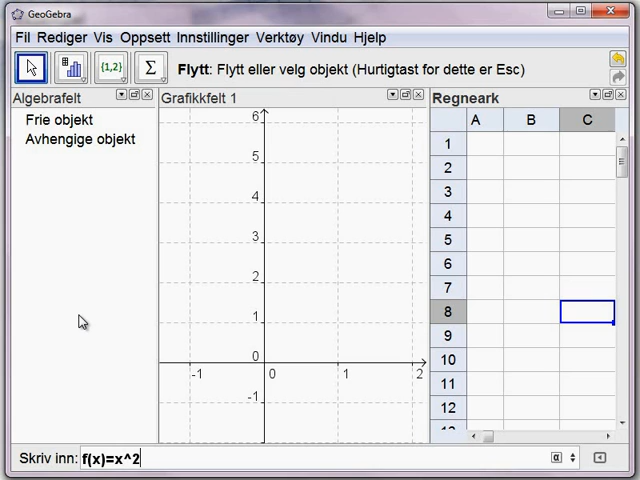 GeoGebra
Fil Rediger Vis Oppsett Innstillinger Verktøy Vindu Hjelp
{1,2} Σ Flytt: Flytt eller velg objekt (Hurtigtast for dette er Esc)
Algebrafelt Grafikkfelt 1 Regneark
Frie objekt
Avhengige objekt
A B C
1
2
3
4
5
6
7
8
9
10
11
12
6
5
4
3
2
1
0
-1
-1 0 1 2
Skriv inn: f(x)=x^2 α